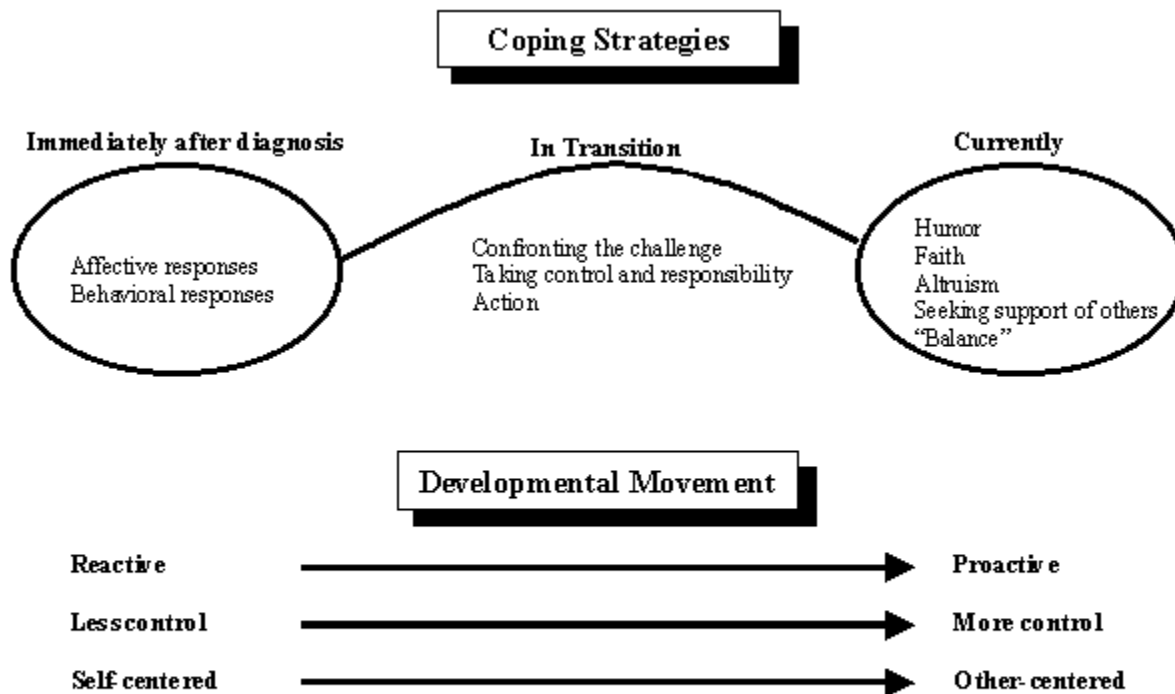 Coping Strategies
Immediately after diagnosis
In Transition
Currently
Affective responses
Behavioral responses
Confronting the challenge
Taking control and responsibility
Action
Humor
Faith
Altruism
Seeking support of others
“Balance”
Developmental Movement
Reactive
Proactive
Less control
More control
Self-centered
Other-centered